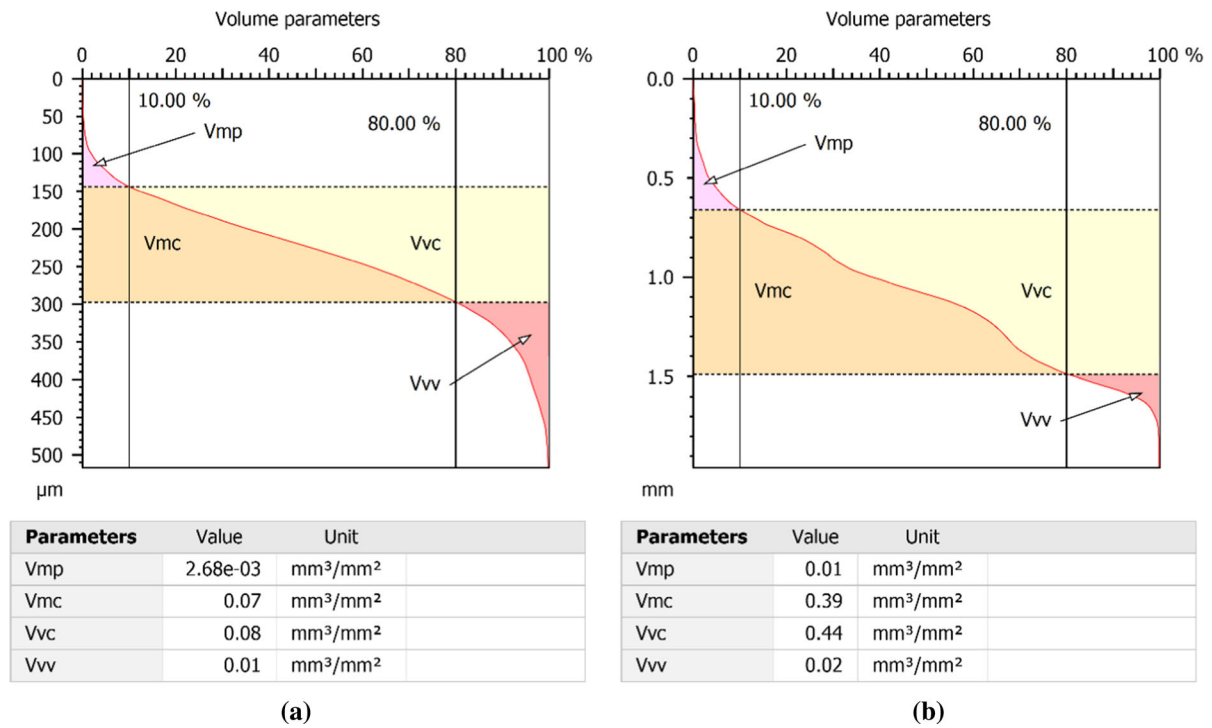 Volume parameters
0 20 40 60 80 100 %
0
50
100
150
200
250
300
350
400
450
500
µm
10.00 %
80.00 %
Vmp
Vmc
Vvc
Vvv
Parameters Value Unit
Vmp 2.68e-03 mm³/mm²
Vmc 0.07 mm³/mm²
Vvc 0.08 mm³/mm²
Vvv 0.01 mm³/mm²
(a)
Volume parameters
0 20 40 60 80 100 %
0.0
0.5
1.0
1.5
mm
10.00 %
80.00 %
Vmp
Vmc
Vvc
Vvv
Parameters Value Unit
Vmp 0.01 mm³/mm²
Vmc 0.39 mm³/mm²
Vvc 0.44 mm³/mm²
Vvv 0.02 mm³/mm²
(b)